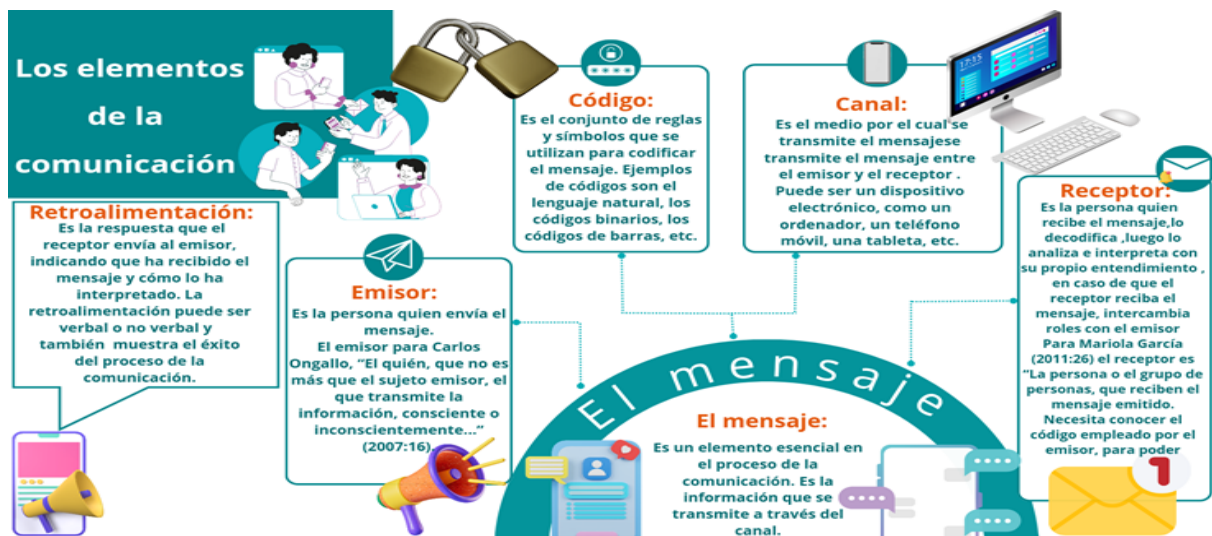 Los elementos
de la
comunicación
Retroalimentación:
Es la respuesta que el
receptor envía al emisor,
indicando que ha recibido el
mensaje y cómo lo ha
interpretado. La
retroalimentación puede ser
verbal o no verbal y
también muestra el éxito
del proceso de la
comunicación.
Emisor:
Es la persona quien envía el
mensaje.
El emisor para Carlos
Ongallo, “El quién, que no es
más que el sujeto emisor, el
que transmite la
información, consciente o
inconscientemente...”
(2007:16).
Código:
Es el conjunto de reglas
y símbolos que se
utilizan para codificar
el mensaje. Ejemplos
de códigos son el
lenguaje natural, los
códigos binarios, los
códigos de barras, etc.
Canal:
Es el medio por el cual se
transmite el mensajese
transmite el mensaje entre
el emisor y el receptor .
Puede ser un dispositivo
electrónico, como un
ordenador, un teléfono
móvil, una tableta, etc.
17:15
Receptor:
Es la persona quien
recibe el mensaje,lo
decodifica ,luego lo
analiza e interpreta con
su propio entendimiento ,
en caso de que el
receptor reciba el
mensaje, intercambia
roles con el emisor
Para Mariola García
(2011:26) el receptor es
“La persona o el grupo de
personas, que reciben el
mensaje emitido.
Necesita conocer el
código empleado por el
emisor, para poder
1
El mensaje
El mensaje:
Es un elemento esencial en
el proceso de la
comunicación. Es la
información que se
transmite a través del
canal.